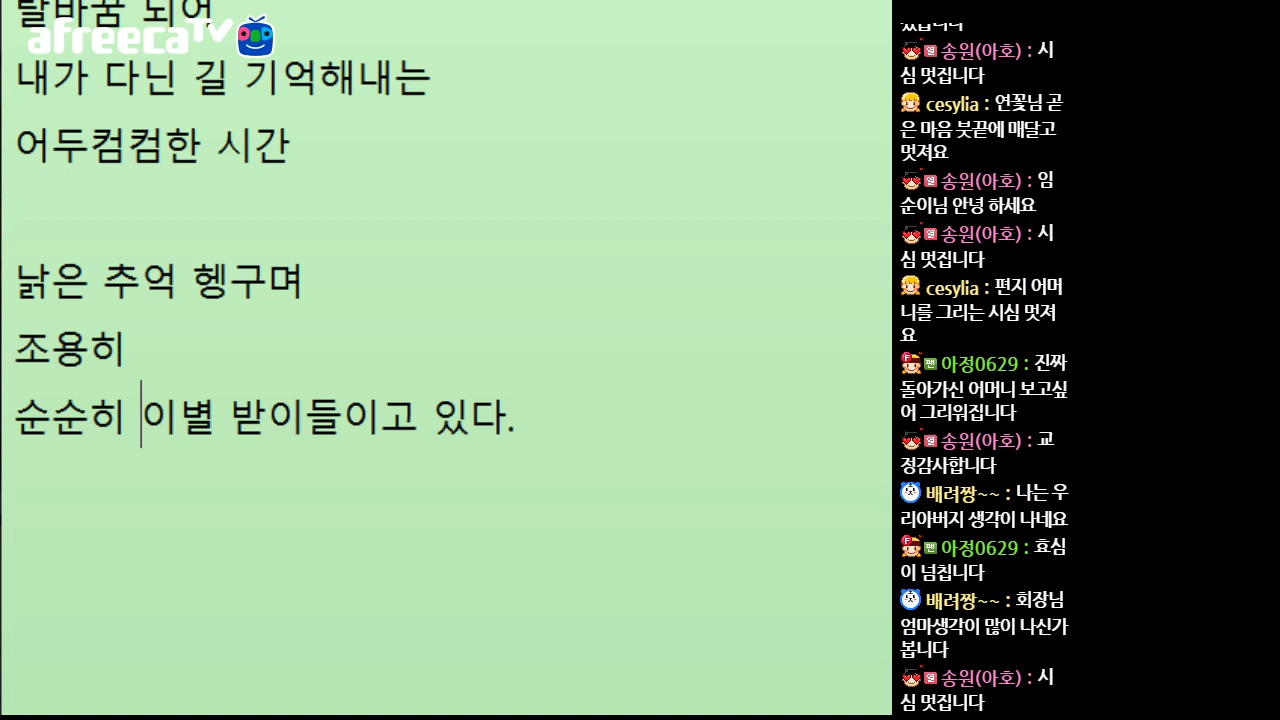 탈바꿈 되어
afreecaTV
내가 다닌 길 기억해내는
어두컴컴한 시간
낡은 추억 헹구며
조용히
순순히 이별 받이들이고 있다.
있습니다
송원(아호) : 시
심 멋집니다
cesylia : 연꽃님 곧
은 마음 붓끝에 매달고
멋져요
송원(아호) : 임
순이님 안녕 하세요
송원(아호) : 시
심 멋집니다
cesylia : 편지 어머
니를 그리는 시심 멋져
요
아정0629 : 진짜
돌아가신 어머니 보고싶
어 그리워집니다
송원(아호) : 교
정감사합니다
배려짱~~ : 나는 우
리아버지 생각이 나네요
아정0629 : 효심
이 넘칩니다
배려짱~~ : 회장님
엄마생각이 많이 나신가
봅니다
송원(아호) : 시
심 멋집니다